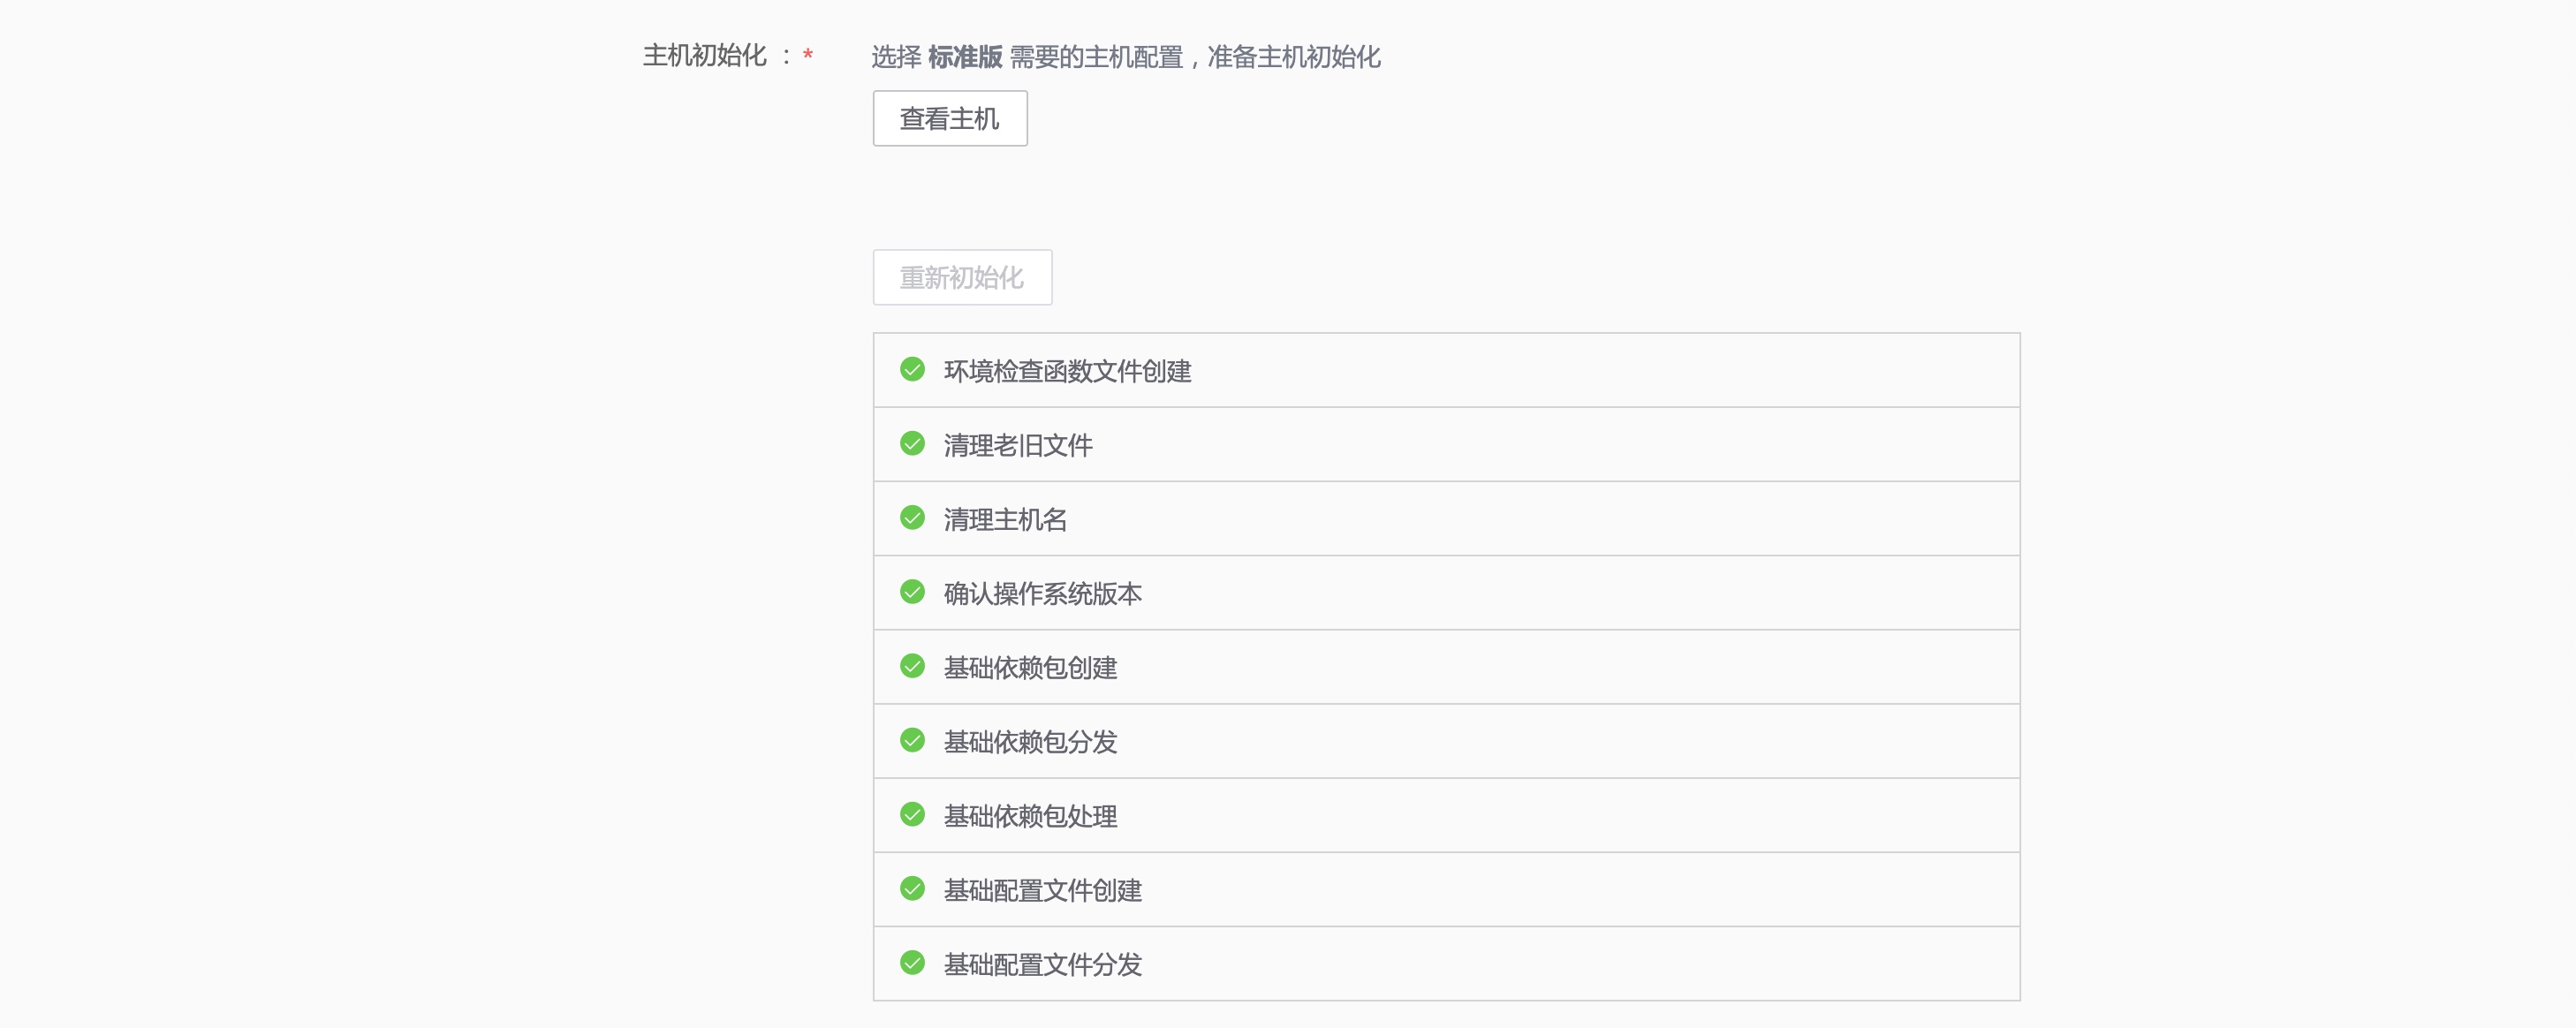 主机初始化 ：* 选择 标准版 需要的主机配置，准备主机初始化
查看主机
重新初始化
环境检查函数文件创建
清理老旧文件
清理主机名
确认操作系统版本
基础依赖包创建
基础依赖包分发
基础依赖包处理
基础配置文件创建
基础配置文件分发